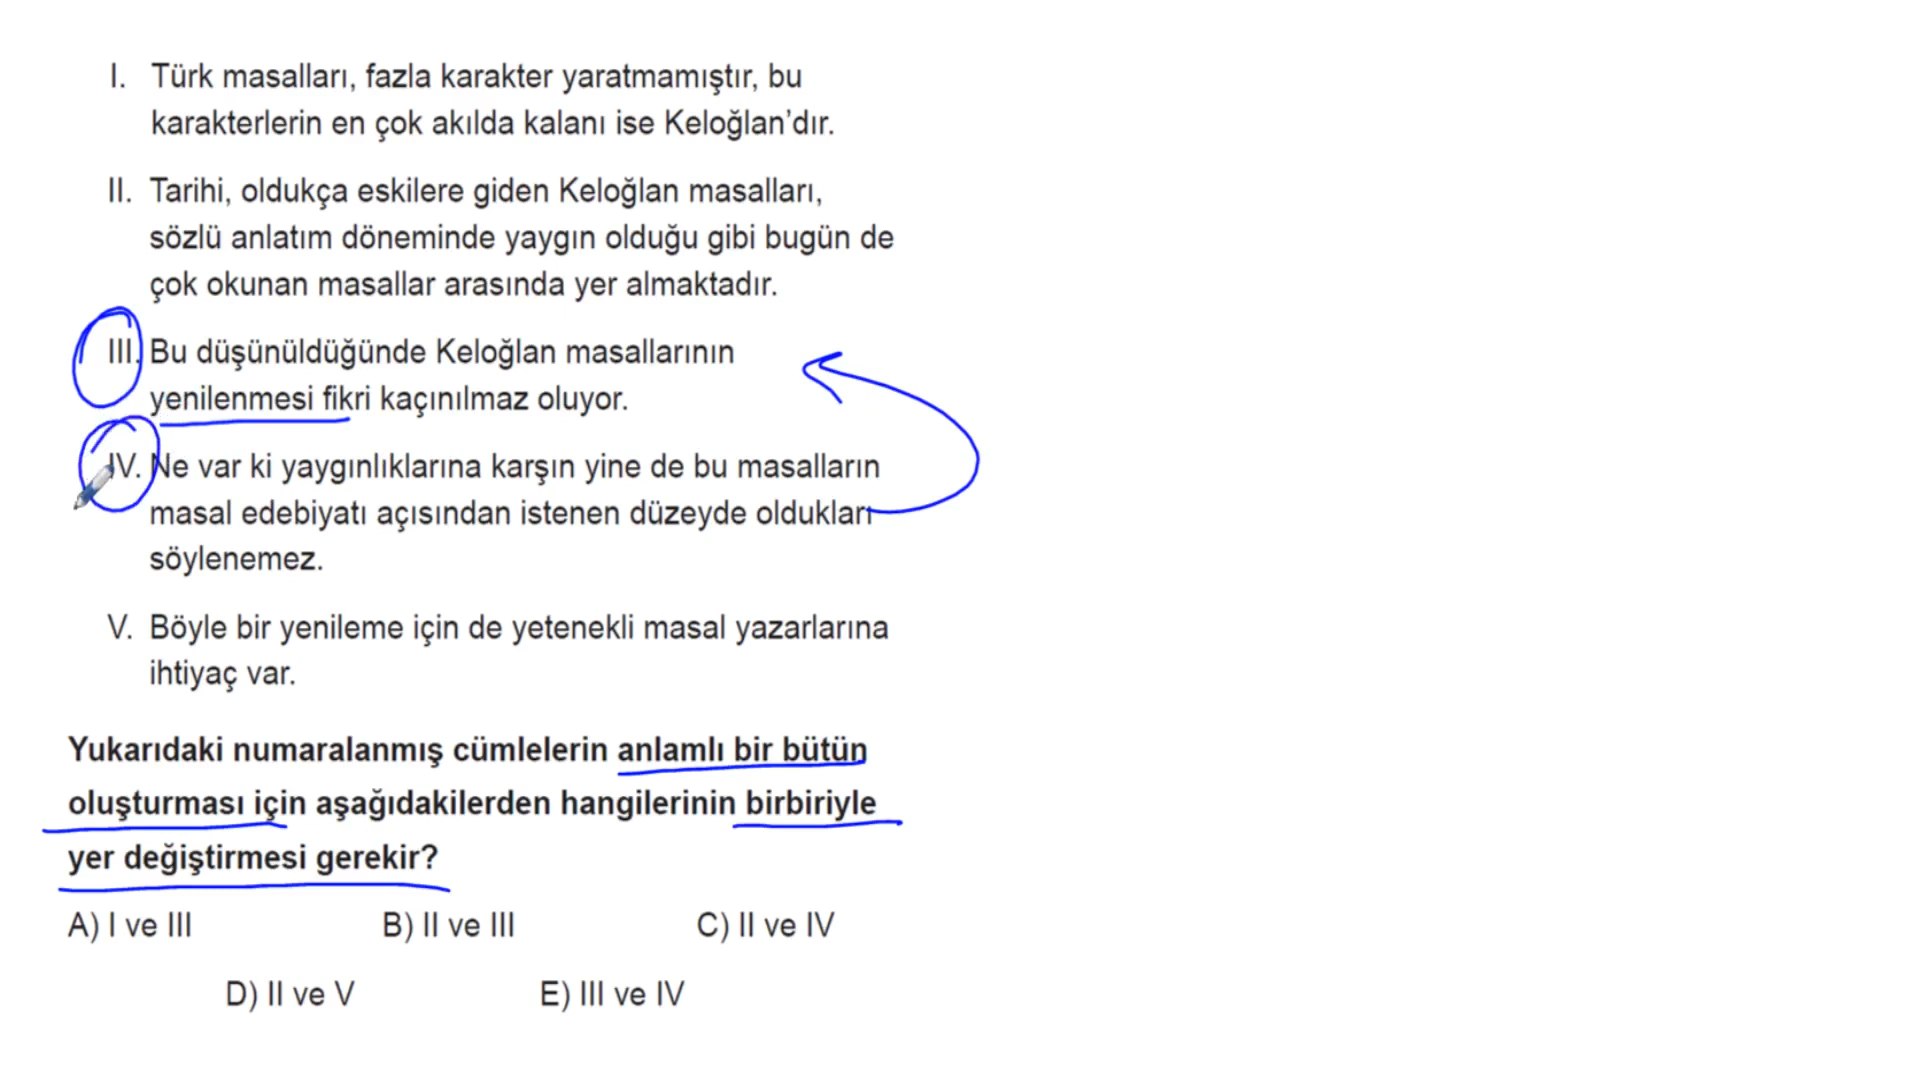 I. Türk masalları, fazla karakter yaratmamıştır, bu
karakterlerin en çok akılda kalanı ise Keloğlan’dır.
II. Tarihi, oldukça eskilere giden Keloğlan masalları,
sözlü anlatım döneminde yaygın olduğu gibi bugün de
çok okunan masallar arasında yer almaktadır.
III. Bu düşünüldüğünde Keloğlan masallarının
yenilenmesi fikri kaçınılmaz oluyor.
IV. Ne var ki yaygınlıklarına karşın yine de bu masalların
masal edebiyatı açısından istenen düzeyde oldukları
söylenemez.
V. Böyle bir yenileme için de yetenekli masal yazarlarına
ihtiyaç var.
Yukarıdaki numaralanmış cümlelerin anlamlı bir bütün
oluşturması için aşağıdakilerden hangilerinin birbiriyle
yer değiştirmesi gerekir?
A) I ve III B) II ve III C) II ve IV
D) II ve V E) III ve IV